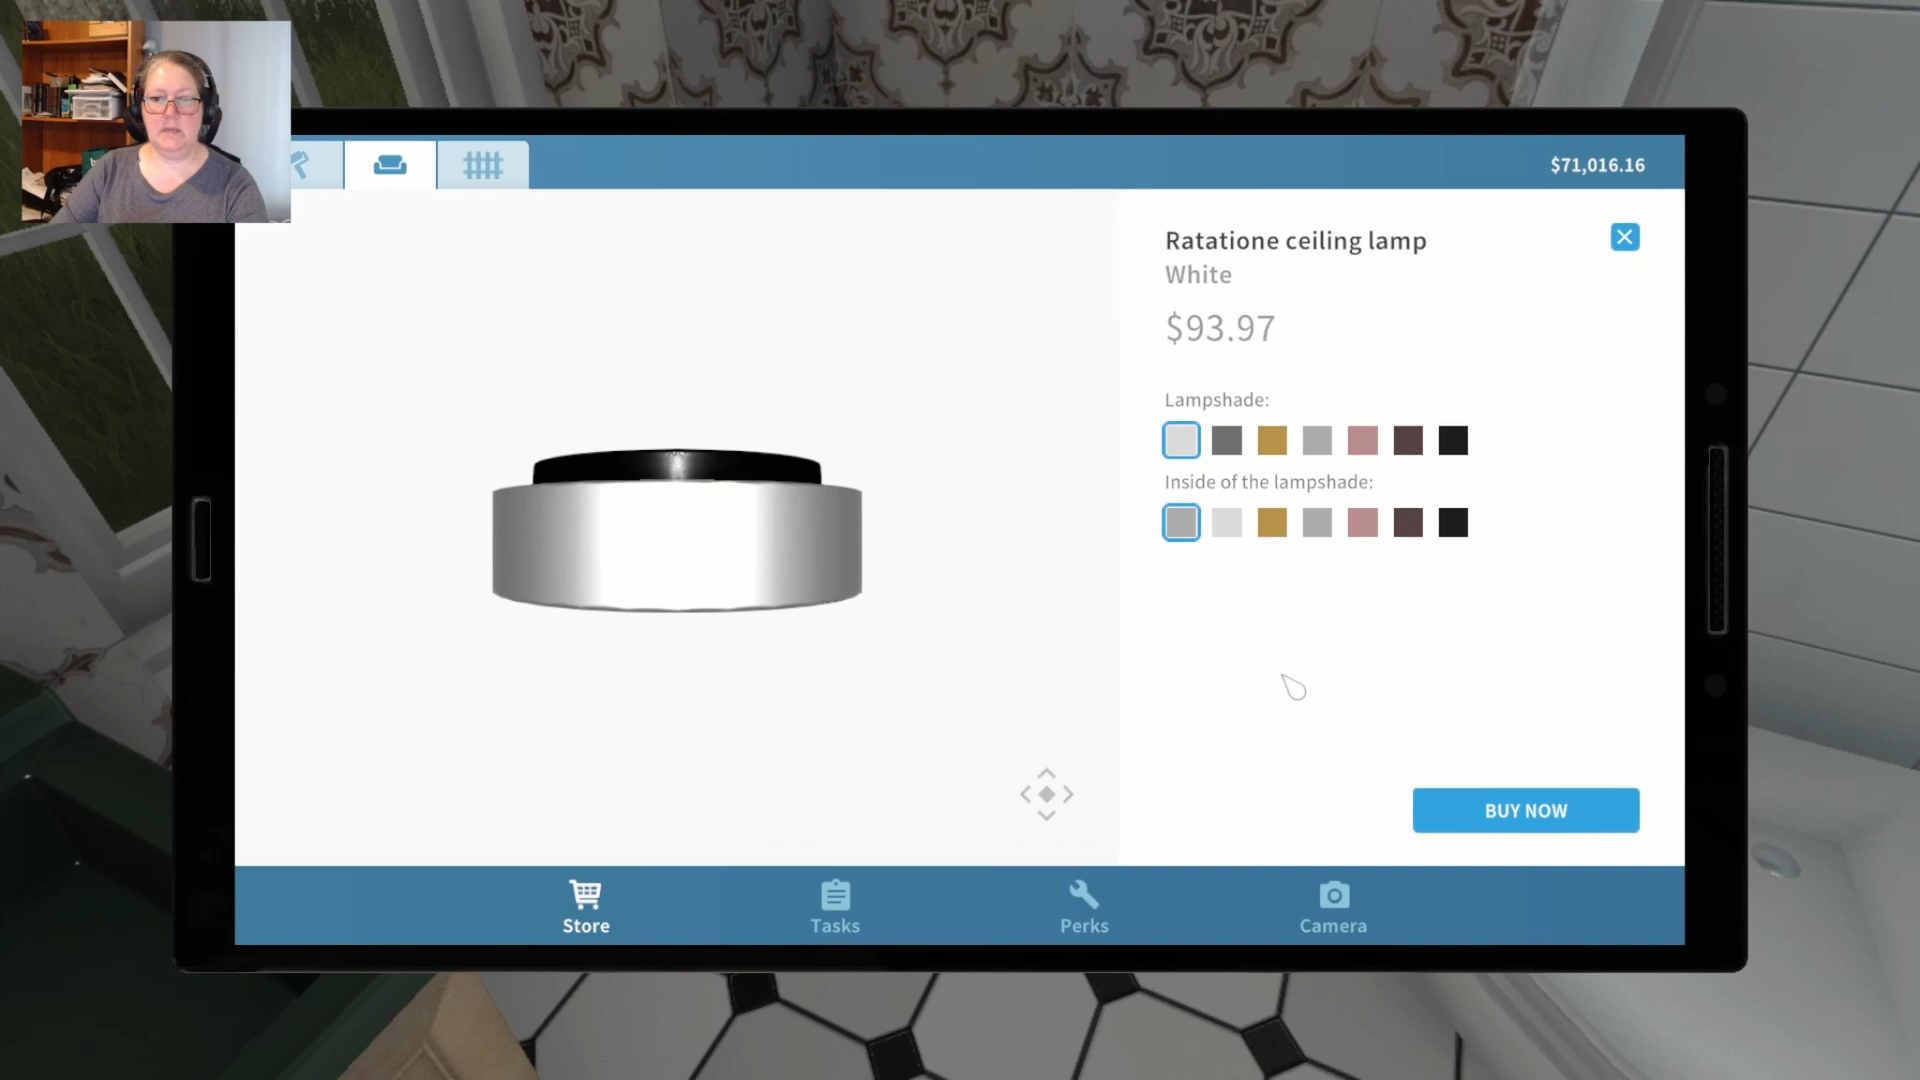 $71,016.16
Ratatione ceiling lamp
White
$93.97
Lampshade:
Inside of the lampshade:
BUY NOW
Store
Tasks
Perks
Camera